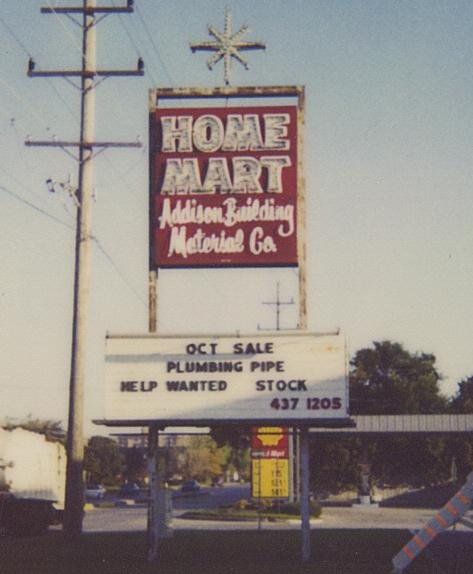 HOME
MART
Addison Building
Material Co.
OCT SALE
PLUMBING PIPE
HELP WANTED STOCK
437 1205